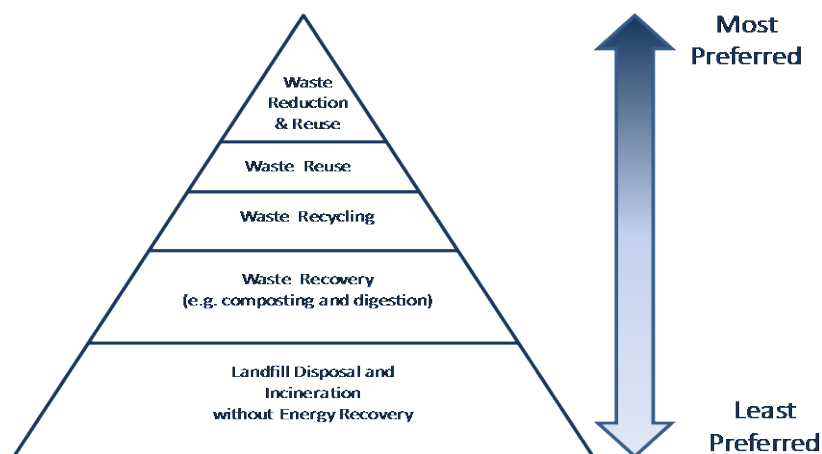 Waste
Reduction
& Reuse
Waste Reuse
Waste Recycling
Waste Recovery
(e.g. composting and digestion)
Landfill Disposal and
Incineration
without Energy Recovery
Most
Preferred
Least
Preferred